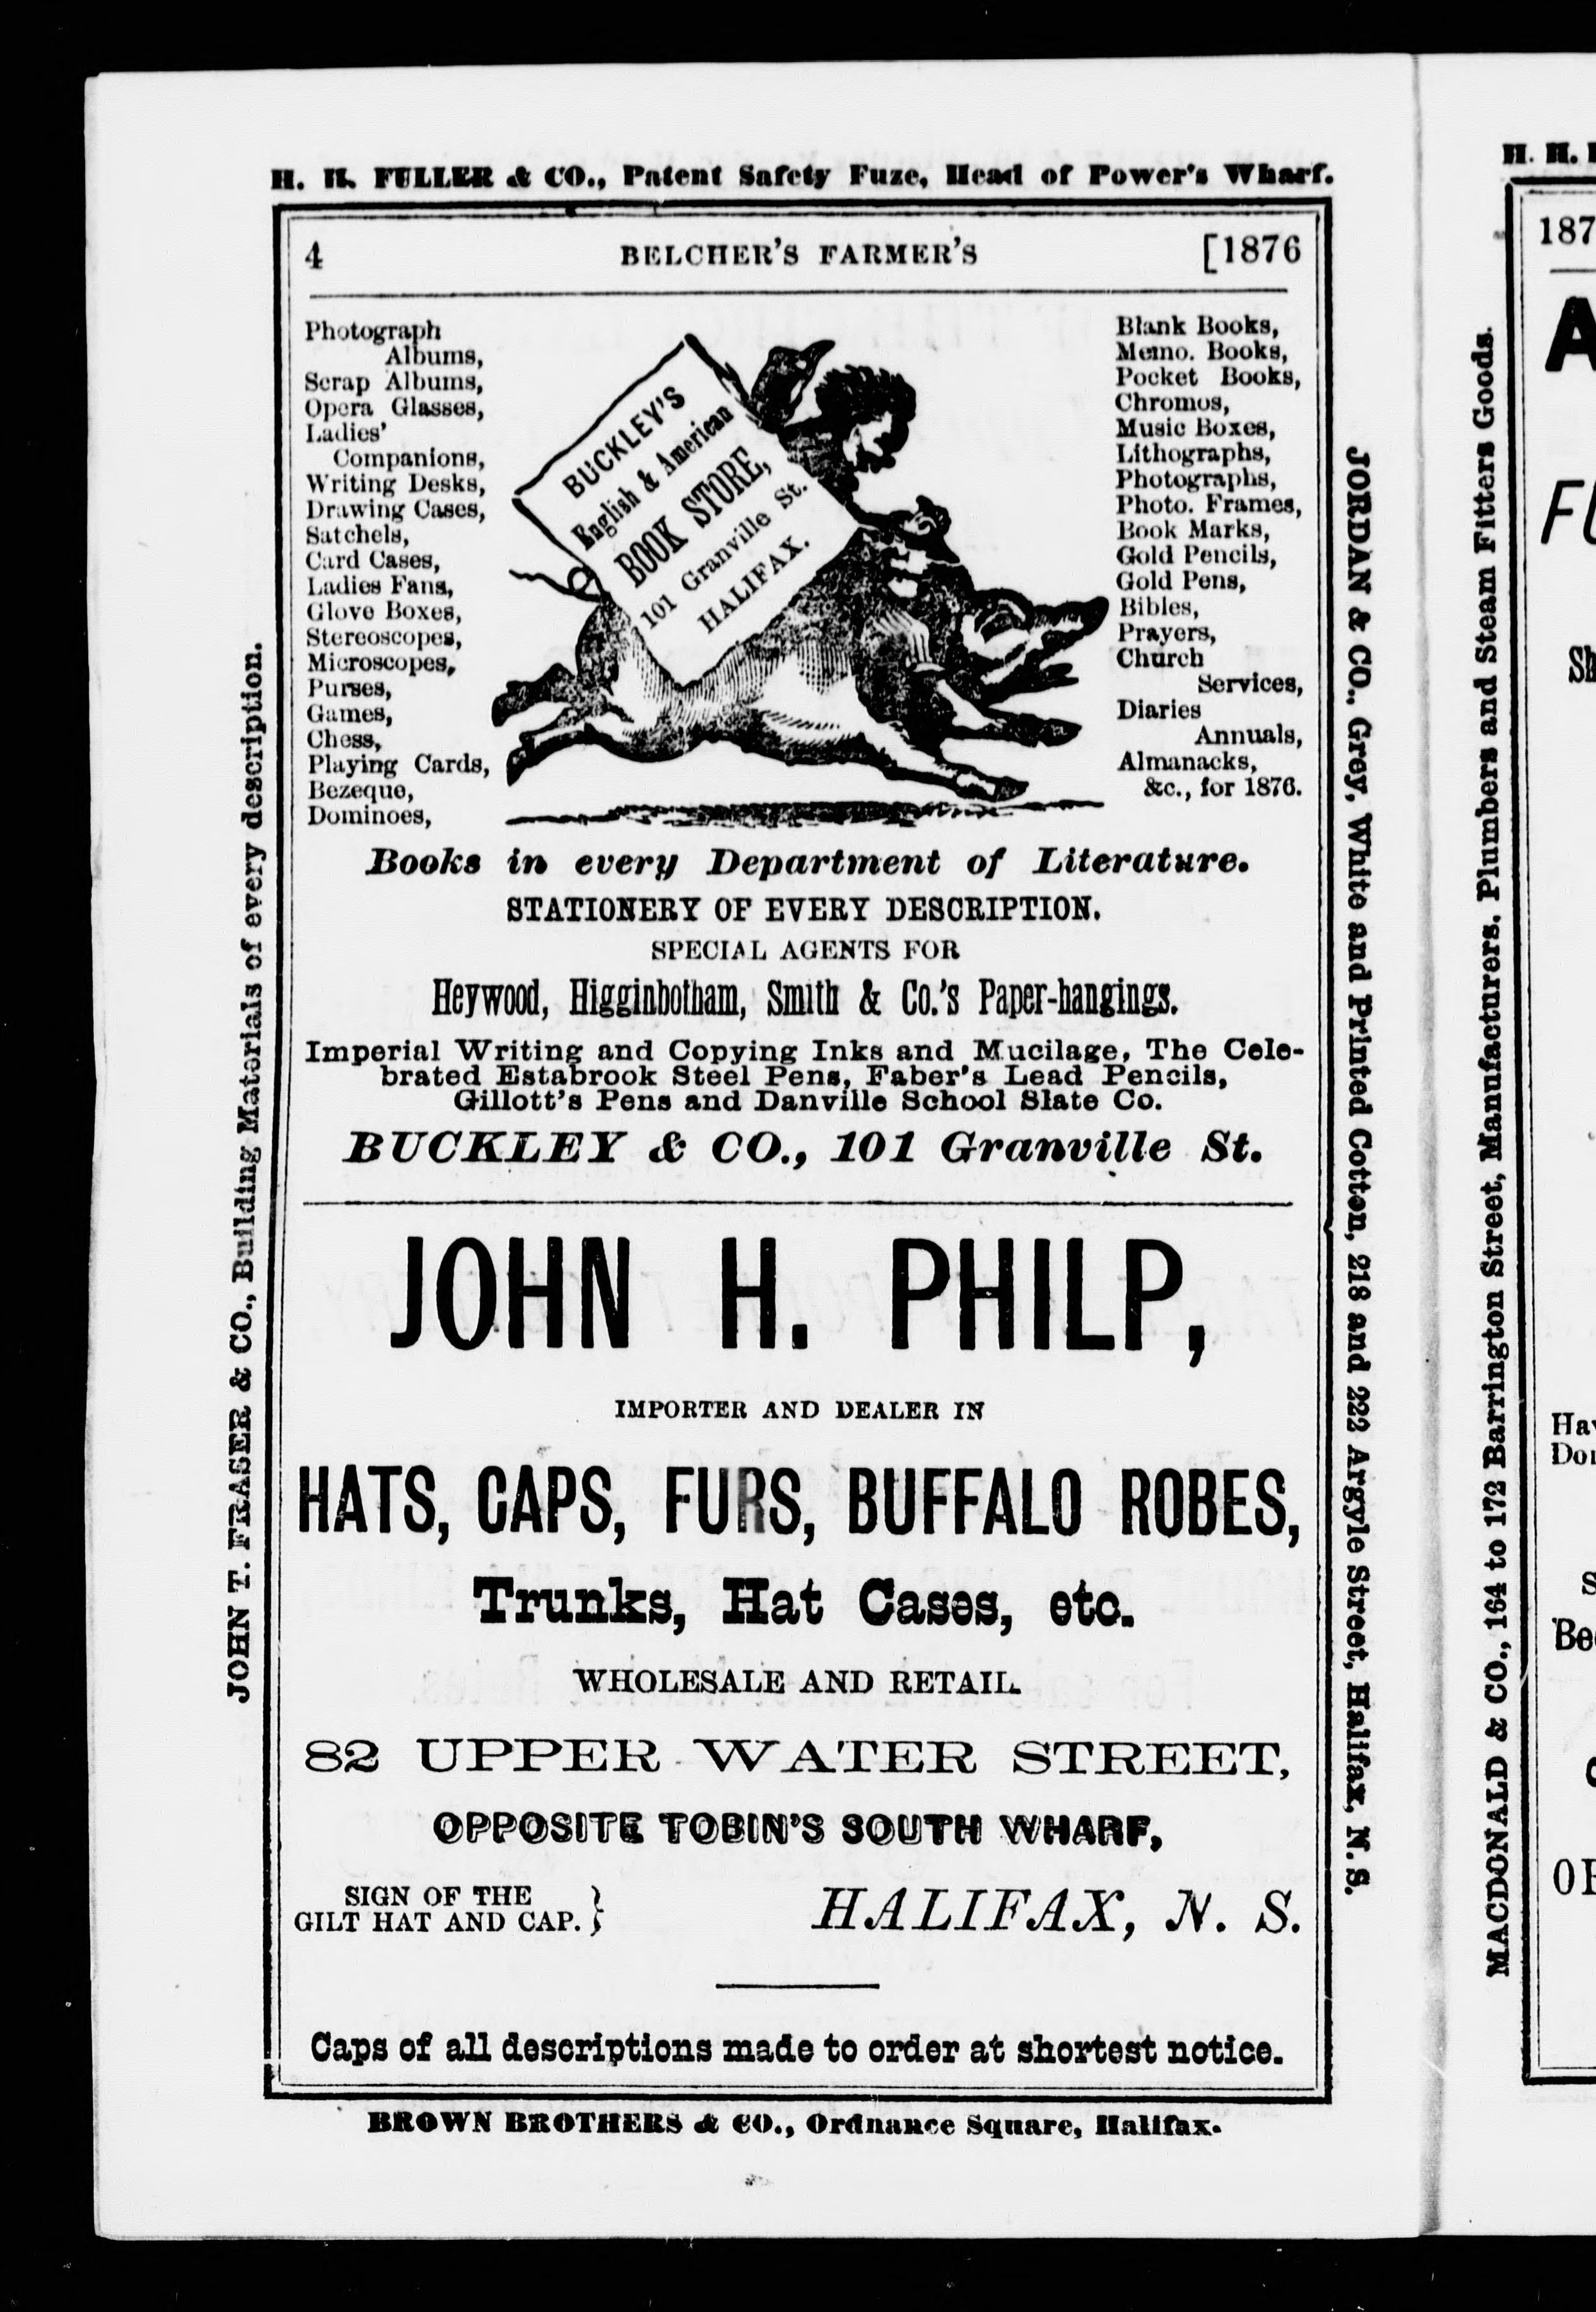 H. H. FULLER & CO., Patent Safety Fuze, Head of Power's Wharf.
4 BELCHER'S FARMER'S [1876
Photograph
Albums,
Scrap Albums,
Opera Glasses,
Ladies'
Companions,
Writing Desks,
Drawing Cases,
Satchels,
Card Cases,
Ladies Fans,
Glove Boxes,
Stereoscopes,
Microscopes,
Purses,
Games,
Chess,
Playing Cards,
Bezeque,
Dominoes,
BUCKLEY'S
English & American
BOOK STORE,
101 Granville St.
HALIFAX.
Blank Books,
Memo. Books,
Pocket Books,
Chromos,
Music Boxes,
Lithographs,
Photographs,
Photo. Frames,
Book Marks,
Gold Pencils,
Gold Pens,
Bibles,
Prayers,
Church
Services,
Diaries
Annuals,
Almanacks,
&c., for 1876.
Books in every Department of Literature.
STATIONERY OF EVERY DESCRIPTION.
SPECIAL AGENTS FOR
Heywood, Higginbotham, Smith & Co.'s Paper-hangings.
Imperial Writing and Copying Inks and Mucilage, The Cele-
brated Estabrook Steel Pens, Faber's Lead Pencils,
Gillott's Pens and Danville School Slate Co.
BUCKLEY & CO., 101 Granville St.
JOHN H. PHILP,
IMPORTER AND DEALER IN
HATS, CAPS, FURS, BUFFALO ROBES,
Trunks, Hat Cases, etc.
WHOLESALE AND RETAIL.
82 UPPER WATER STREET,
OPPOSITE TOBIN'S SOUTH WHARF,
SIGN OF THE
GILT HAT AND CAP. }
HALIFAX, N. S.
Caps of all descriptions made to order at shortest notice.
BROWN BROTHERS & CO., Ordnance Square, Halifax.
JOHN T. FRASER & CO., Building Materials of every description.
JORDAN & CO., Grey, White and Printed Cotton, 218 and 222 Argyle Street, Halifax, N. S.
MACDONALD & CO., 164 to 172 Barrington Street, Manufacturers, Plumbers and Steam Fitters Goods.
H. H.
187